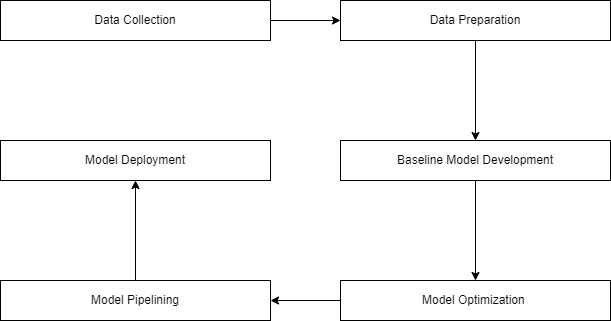 Data Collection
Data Preparation
Model Deployment
Baseline Model Development
Model Pipelining
Model Optimization